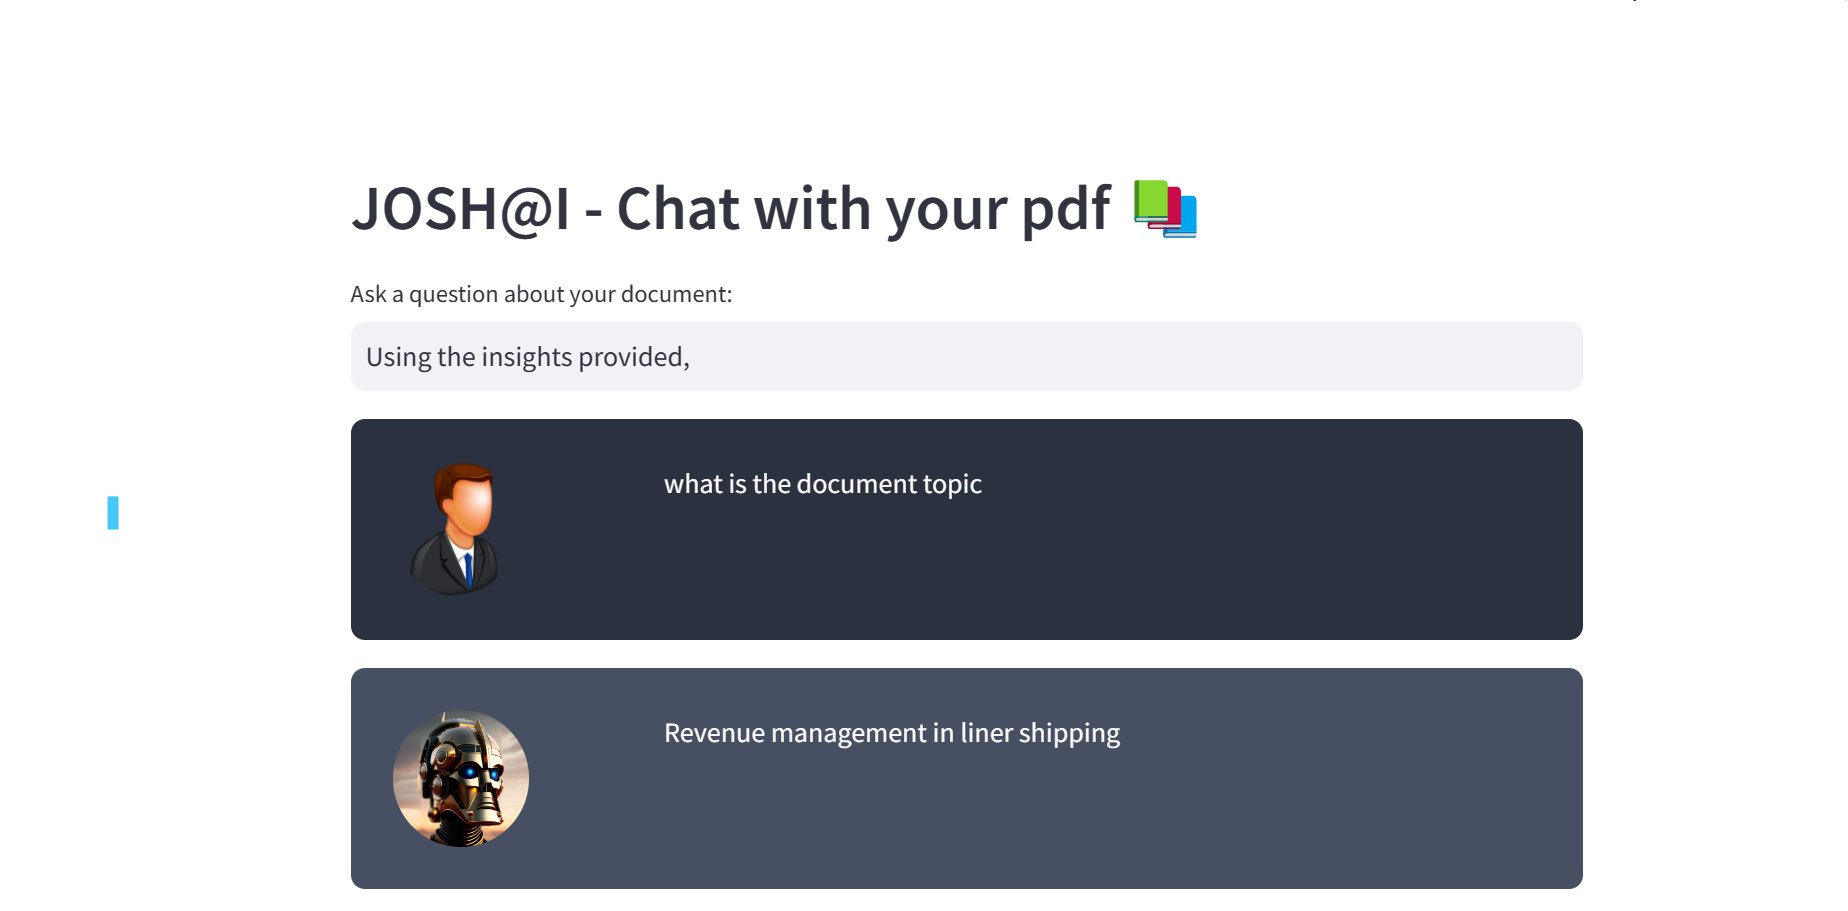 JOSH@I - Chat with your pdf
Ask a question about your document:
Using the insights provided,
what is the document topic
Revenue management in liner shipping